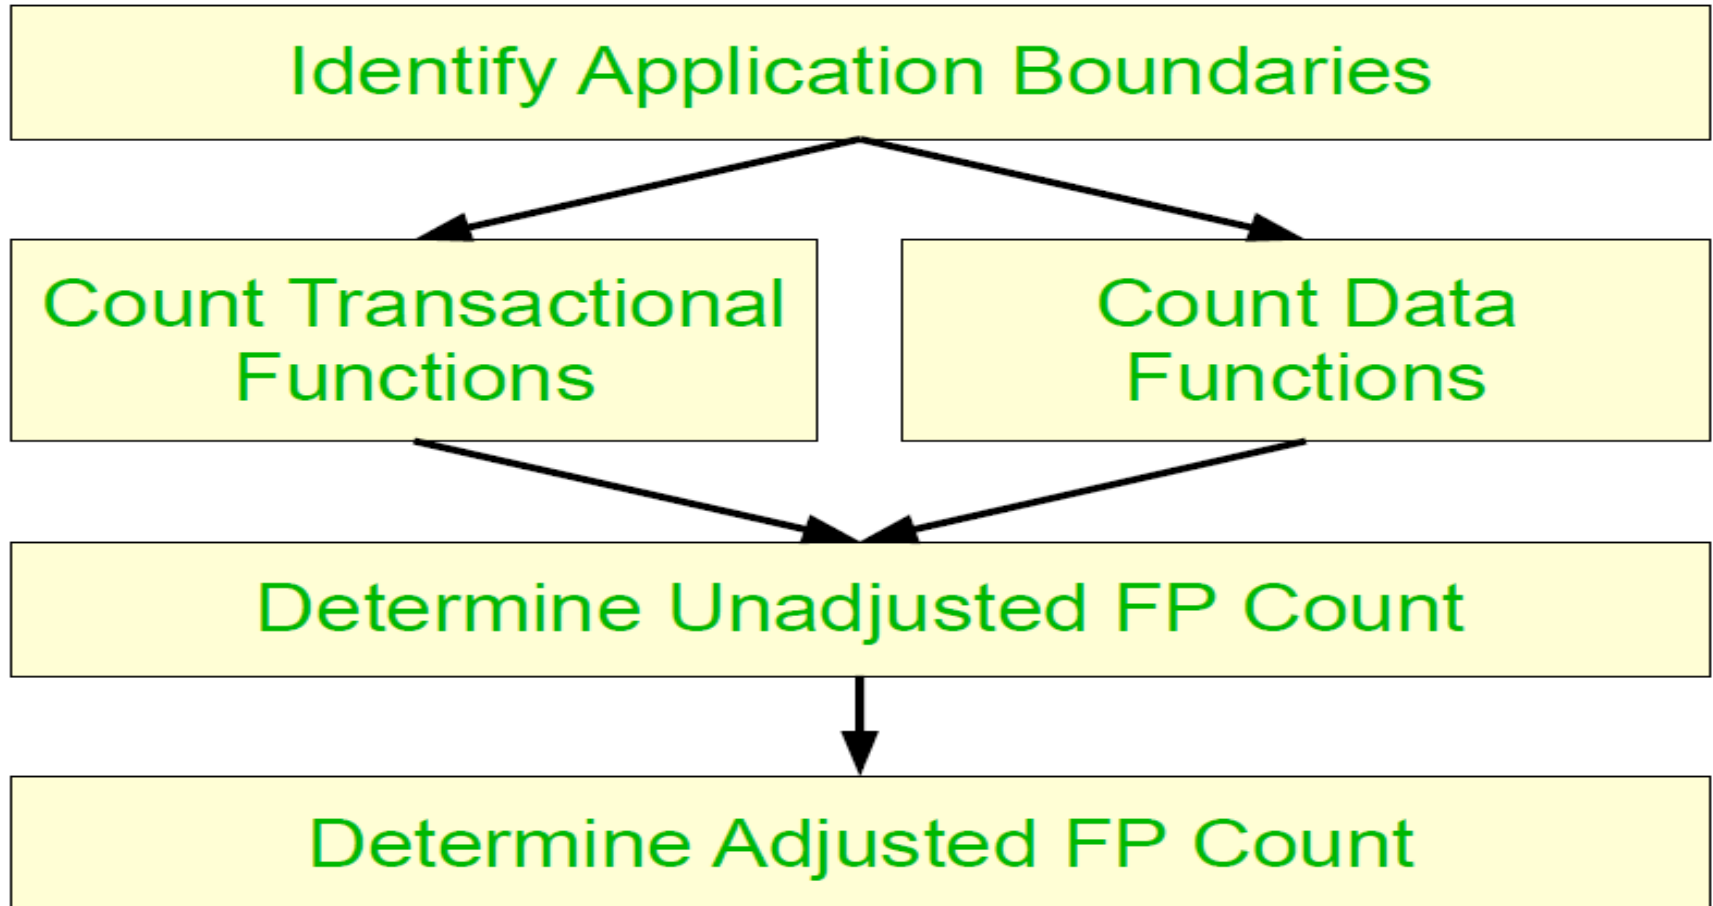 Identify Application Boundaries
Count Transactional
Functions
Count Data
Functions
Determine Unadjusted FP Count
Determine Adjusted FP Count